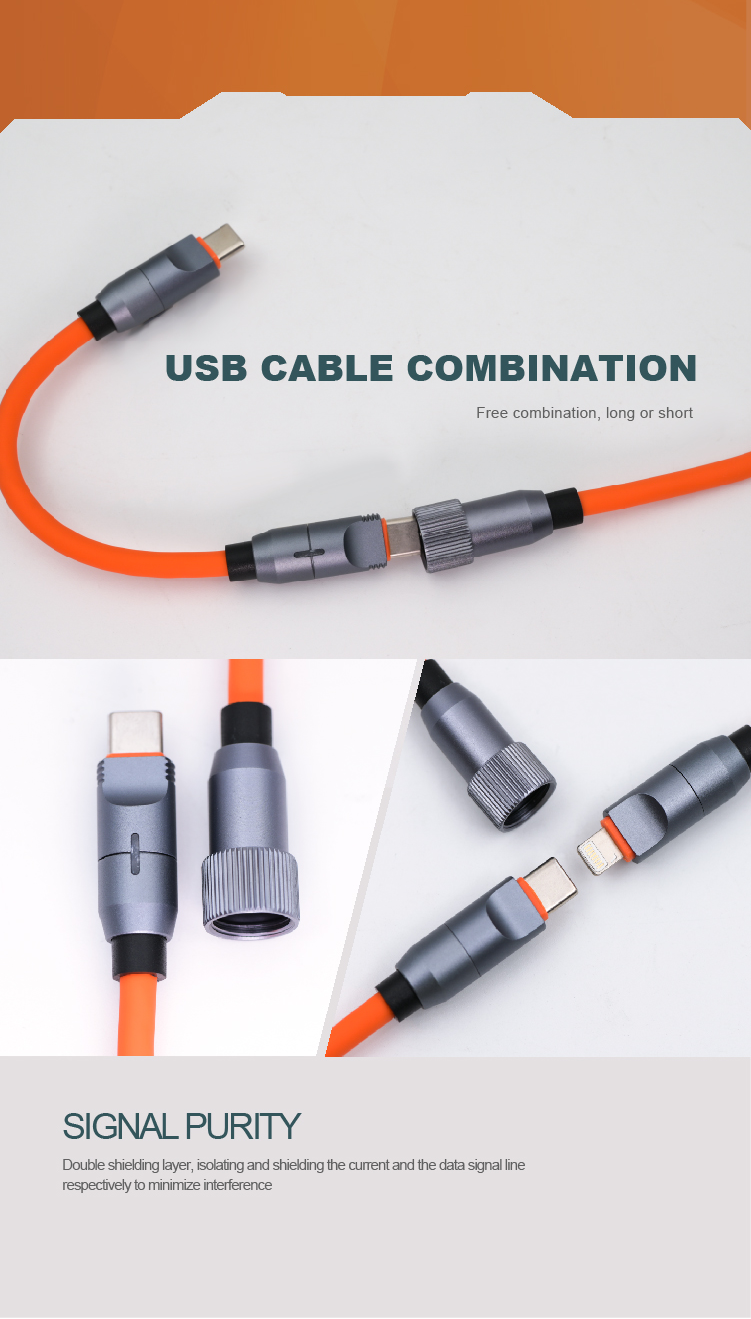 USB CABLE COMBINATION
Free combination, long or short
SIGNAL PURITY
Double shielding layer, isolating and shielding the current and the data signal line
respectively to minimize interference